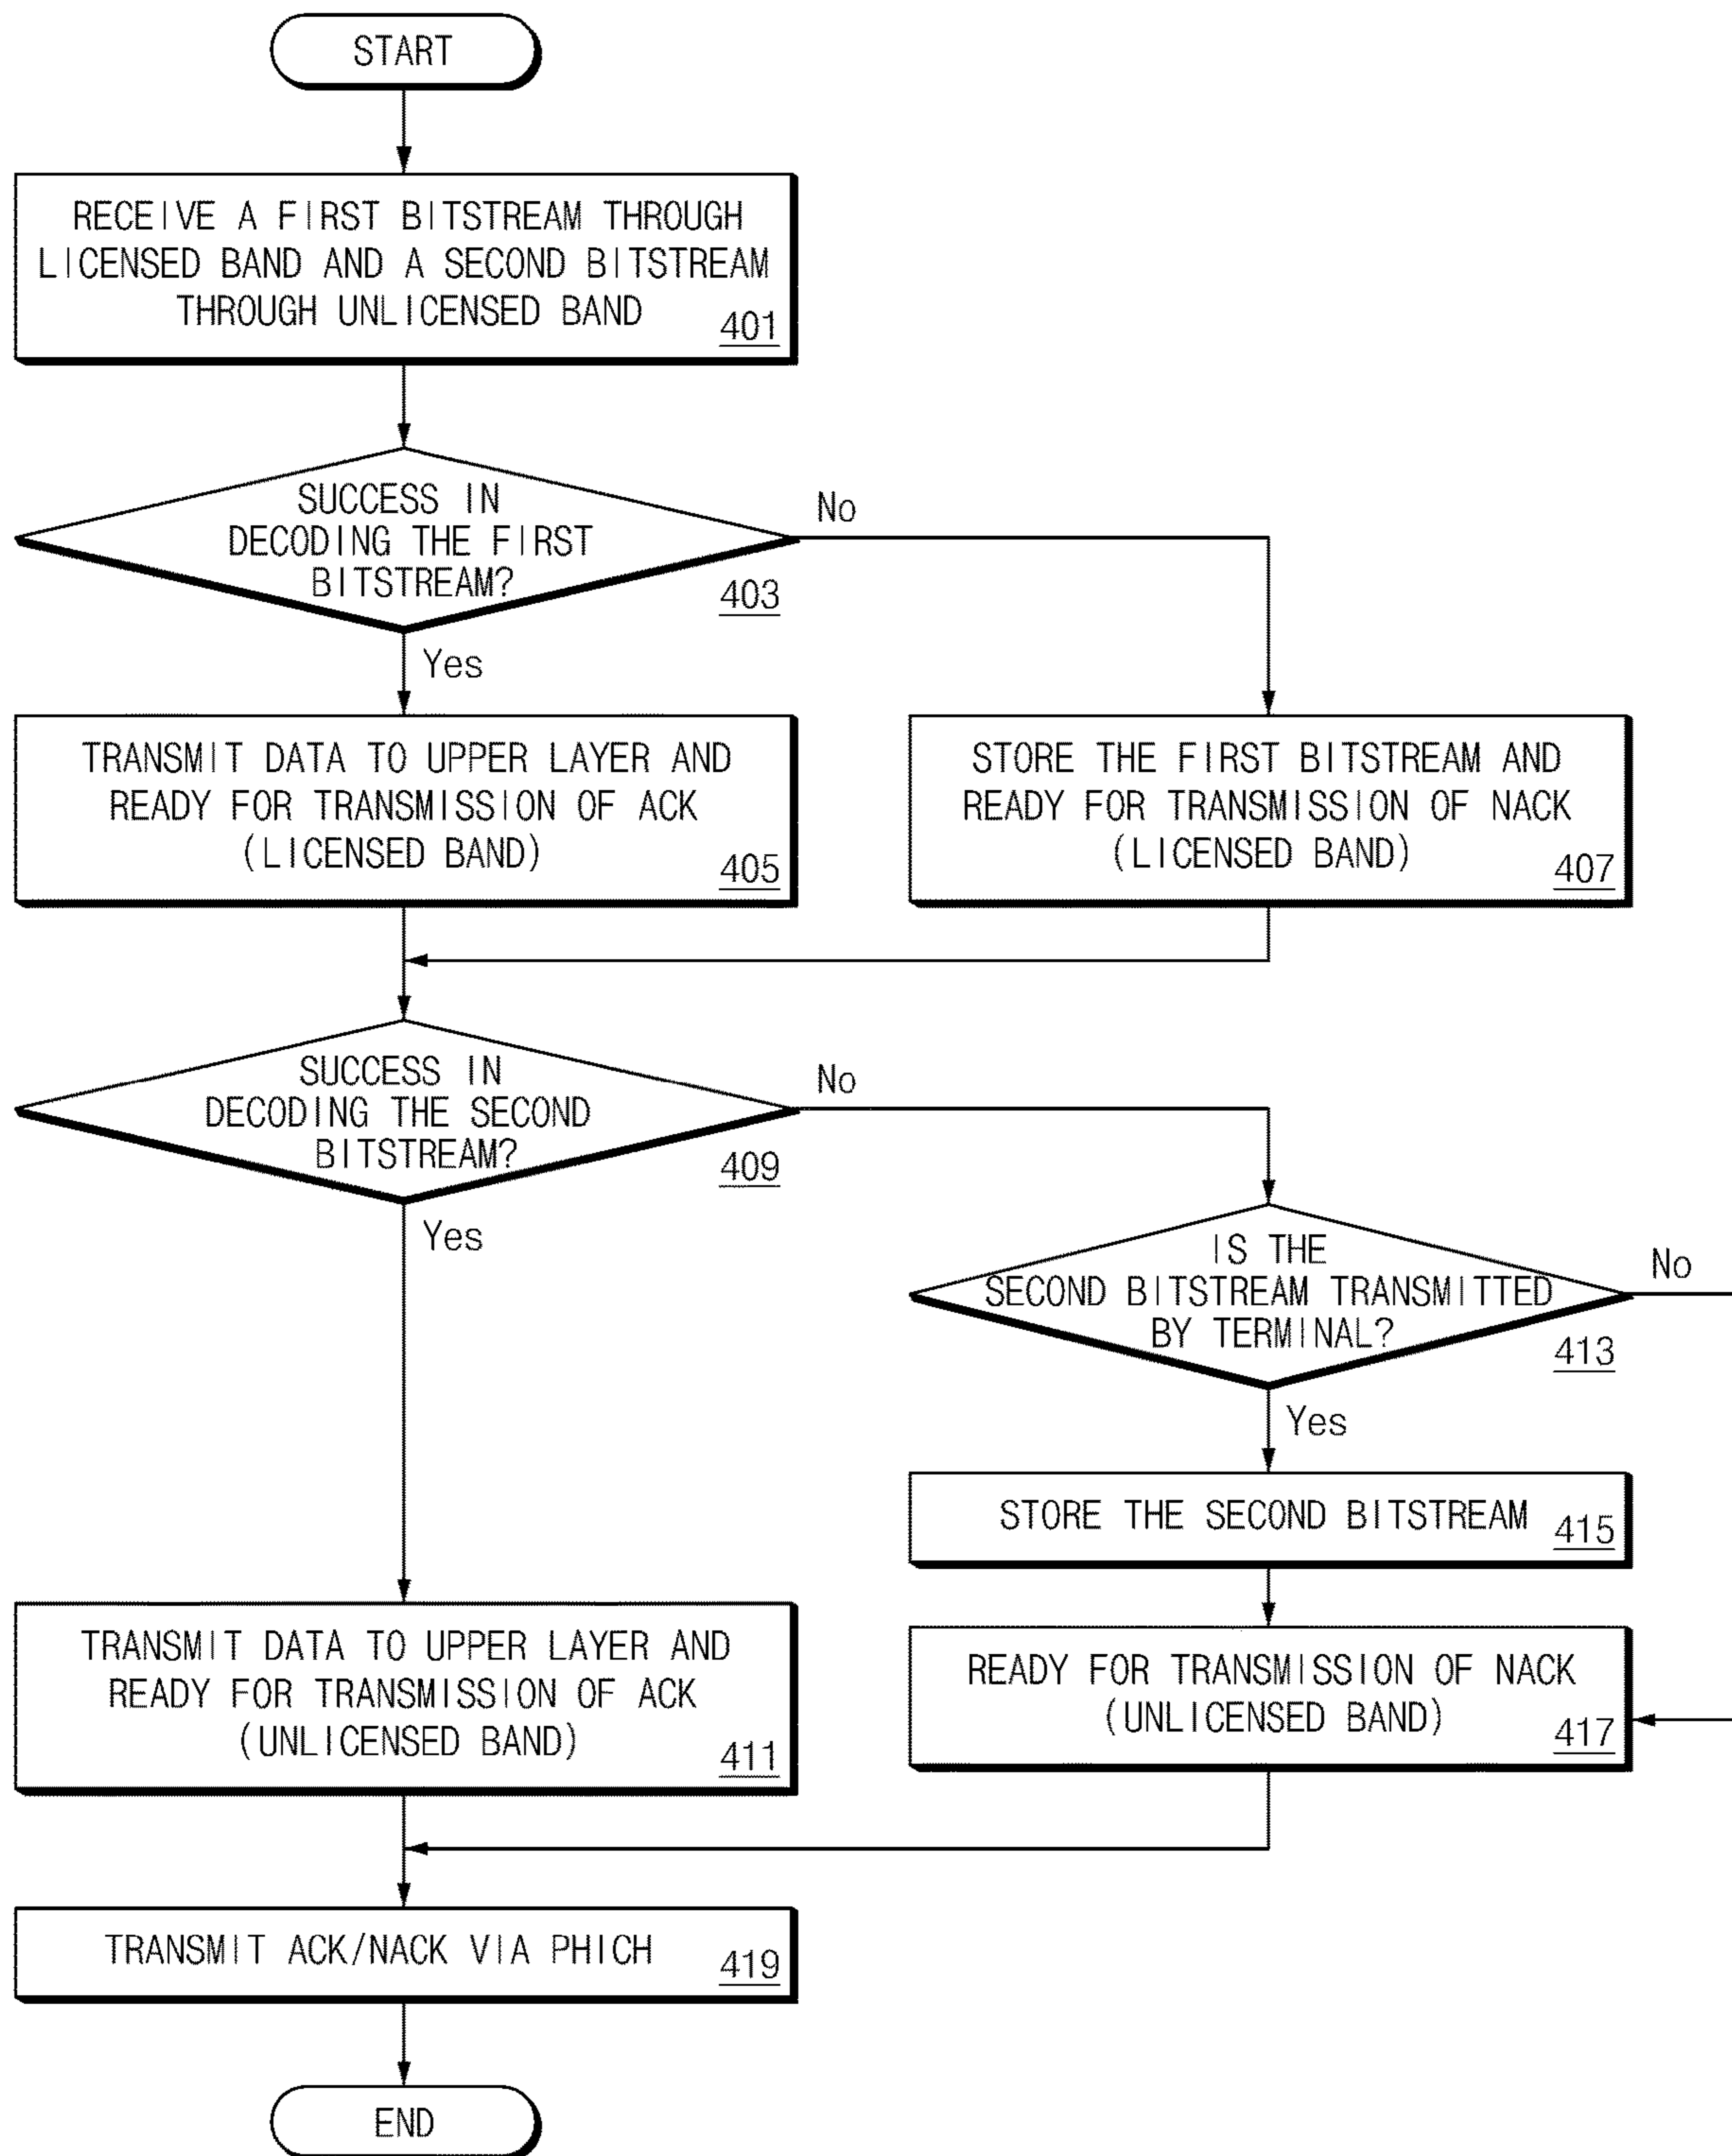 START
RECEIVE A FIRST BITSTREAM THROUGH
LICENSED BAND AND A SECOND BITSTREAM
THROUGH UNLICENSED BAND
401
SUCCESS IN
DECODING THE FIRST
BITSTREAM?
403
No
Yes
TRANSMIT DATA TO UPPER LAYER AND
READY FOR TRANSMISSION OF ACK
(LICENSED BAND)
405
STORE THE FIRST BITSTREAM AND
READY FOR TRANSMISSION OF NACK
(LICENSED BAND)
407
SUCCESS IN
DECODING THE SECOND
BITSTREAM?
409
No
Yes
IS THE
SECOND BITSTREAM TRANSMITTED
BY TERMINAL?
413
No
Yes
STORE THE SECOND BITSTREAM
415
TRANSMIT DATA TO UPPER LAYER AND
READY FOR TRANSMISSION OF ACK
(UNLICENSED BAND)
411
READY FOR TRANSMISSION OF NACK
(UNLICENSED BAND)
417
TRANSMIT ACK/NACK VIA PHICH
419
END